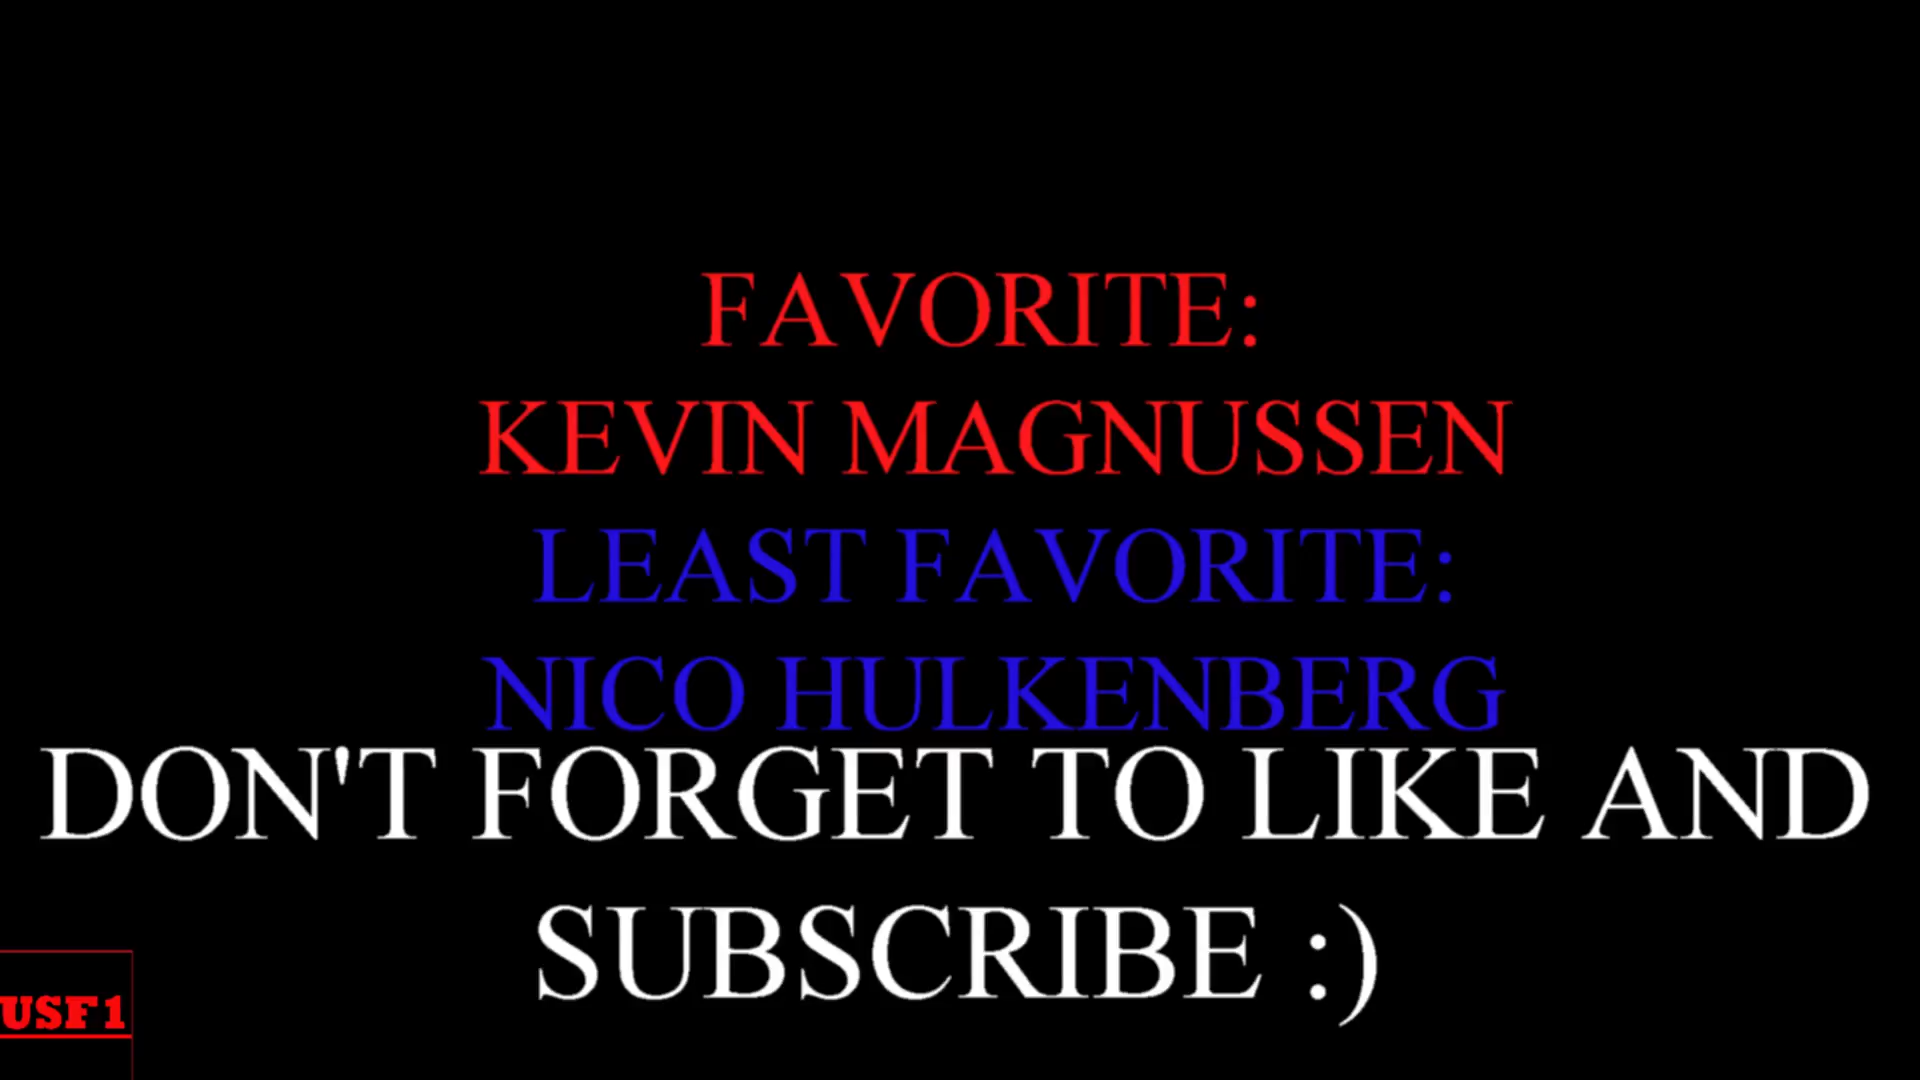 FAVORITE:
KEVIN MAGNUSSEN
LEAST FAVORITE:
NICO HULKENBERG
DON'T FORGET TO LIKE AND
SUBSCRIBE :)
USF1